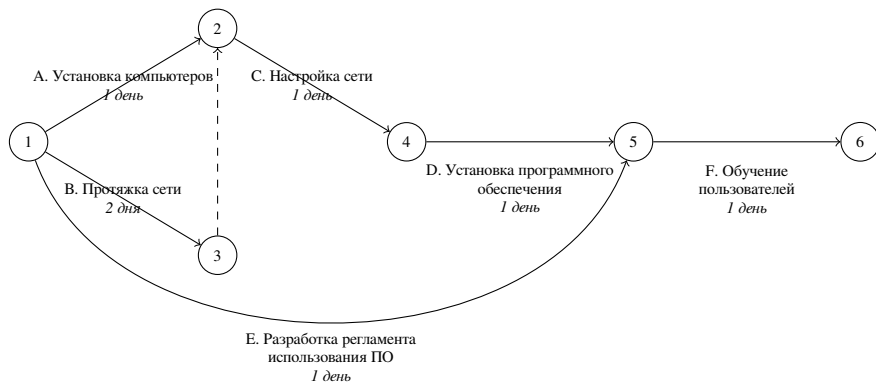 2
A. Установка компьютеров
1 день
C. Настройка сети
1 день
1
4
5
6
D. Установка программного
обеспечения
1 день
F. Обучение
пользователей
1 день
B. Протяжка сети
2 дня
3
E. Разработка регламента
использования ПО
1 день